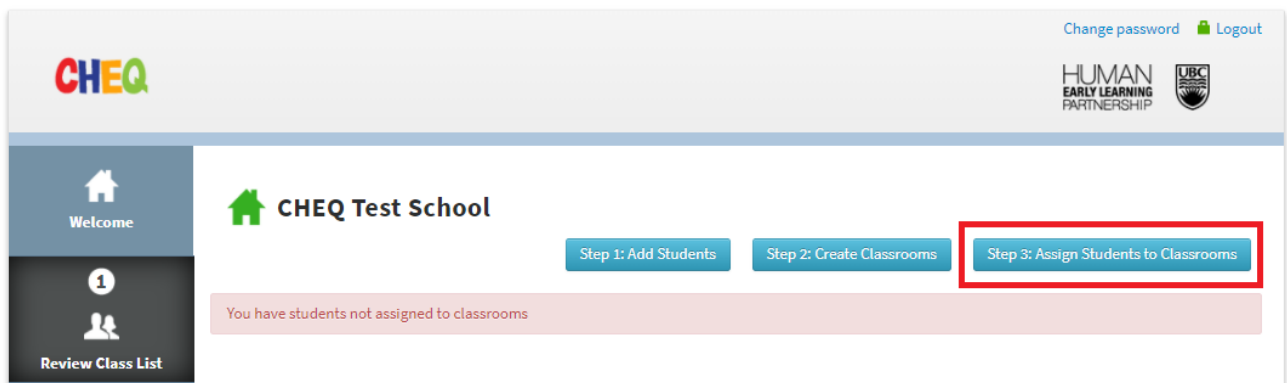 Change password Logout
CHEQ
HUMAN
EARLY LEARNING
PARTNERSHIP
UBC
Welcome
CHEQ Test School
Step 1: Add Students Step 2: Create Classrooms Step 3: Assign Students to Classrooms
1
You have students not assigned to classrooms
Review Class List